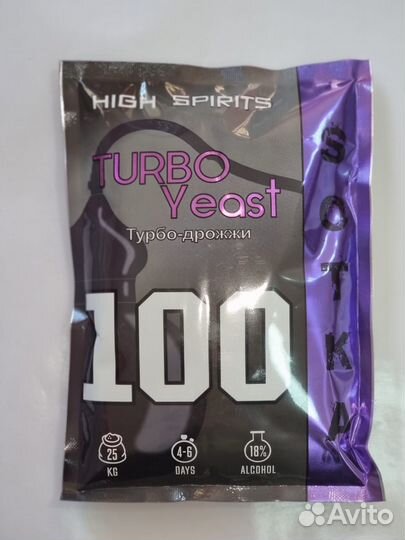 HIGH SPIRITS
TURBO
Yeast
Турбо-дрожжи
100
SOTKA
25
KG
4-6
DAYS
18%
ALCOHOL
Avito